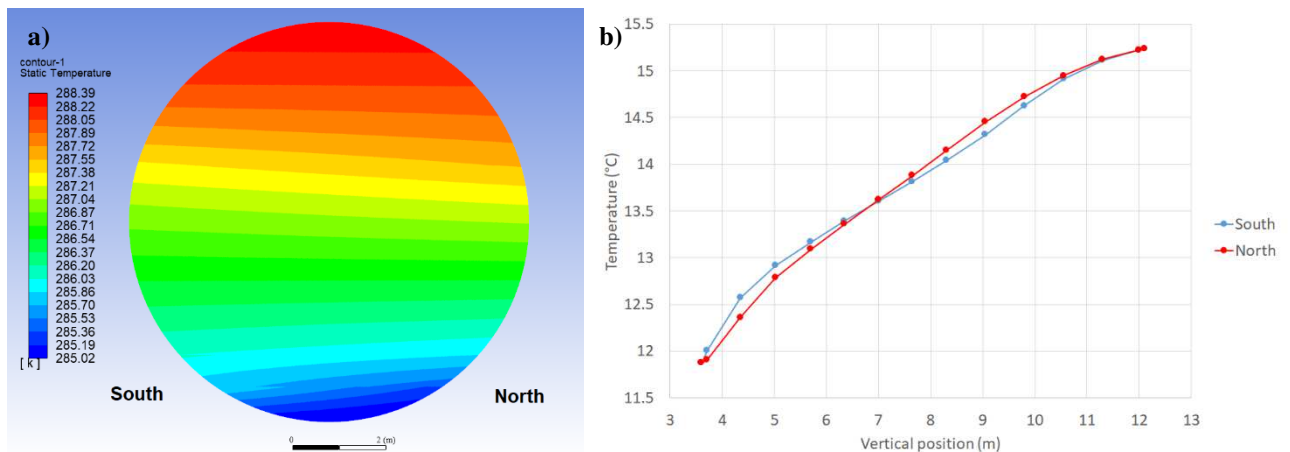 a)
contour-1
Static Temperature
288.39
288.22
288.05
287.89
287.72
287.55
287.38
287.21
287.04
286.87
286.71
286.54
286.37
286.20
286.03
285.86
285.70
285.53
285.36
285.19
285.02
[ k ]
South
North
0 2 (m)
b)
15.5
15
14.5
14
13.5
13
12.5
12
11.5
Temperature (°C)
3 4 5 6 7 8 9 10 11 12 13
Vertical position (m)
South
North